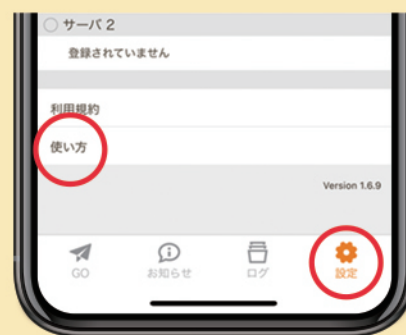 サーバ 2
登録されていません
利用規約
使い方
Version 1.6.9
GO
お知らせ
ログ
設定